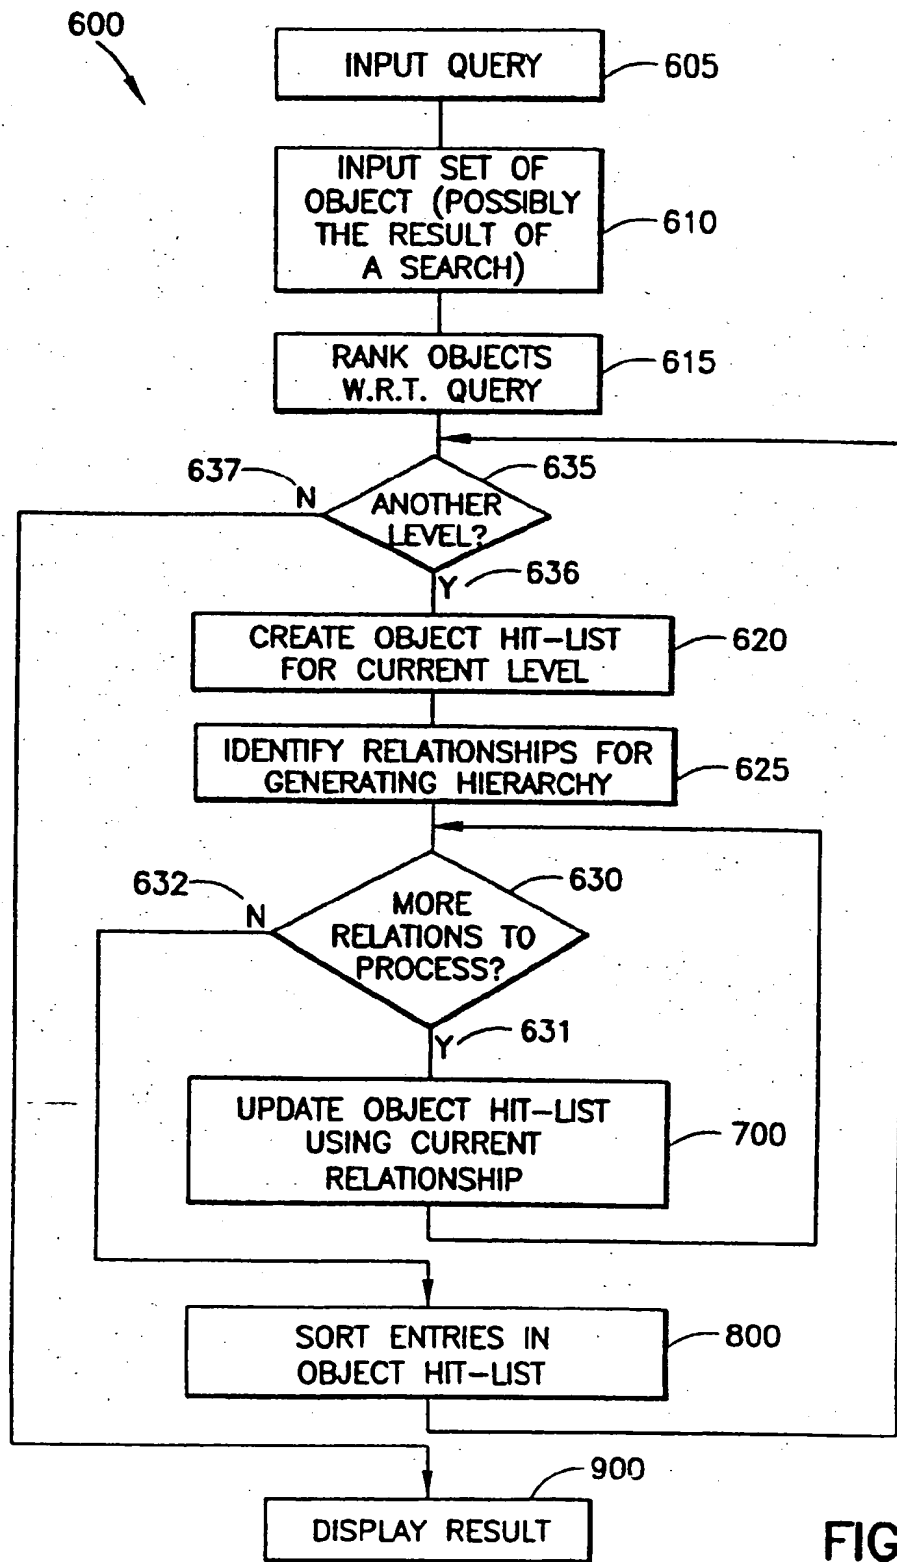 600
INPUT QUERY
605
INPUT SET OF
OBJECT (POSSIBLY
THE RESULT OF
A SEARCH)
610
RANK OBJECTS
W.R.T. QUERY
615
637
N
635
ANOTHER
LEVEL?
Y
636
CREATE OBJECT HIT-LIST
FOR CURRENT LEVEL
620
IDENTIFY RELATIONSHIPS FOR
GENERATING HIERARCHY
625
632
N
630
MORE
RELATIONS TO
PROCESS?
Y
631
UPDATE OBJECT HIT-LIST
USING CURRENT
RELATIONSHIP
700
SORT ENTRIES IN
OBJECT HIT-LIST
800
900
DISPLAY RESULT
FIG